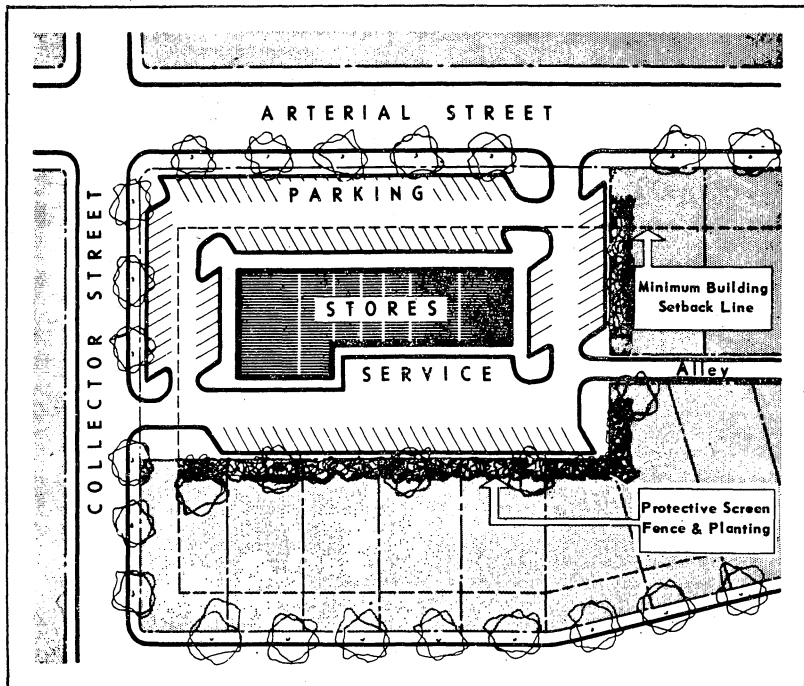 ARTERIAL STREET
PARKING
COLLECTOR STREET
Minimum Building
Setback Line
STORES
SERVICE
Alley
Protective Screen
Fence & Planting